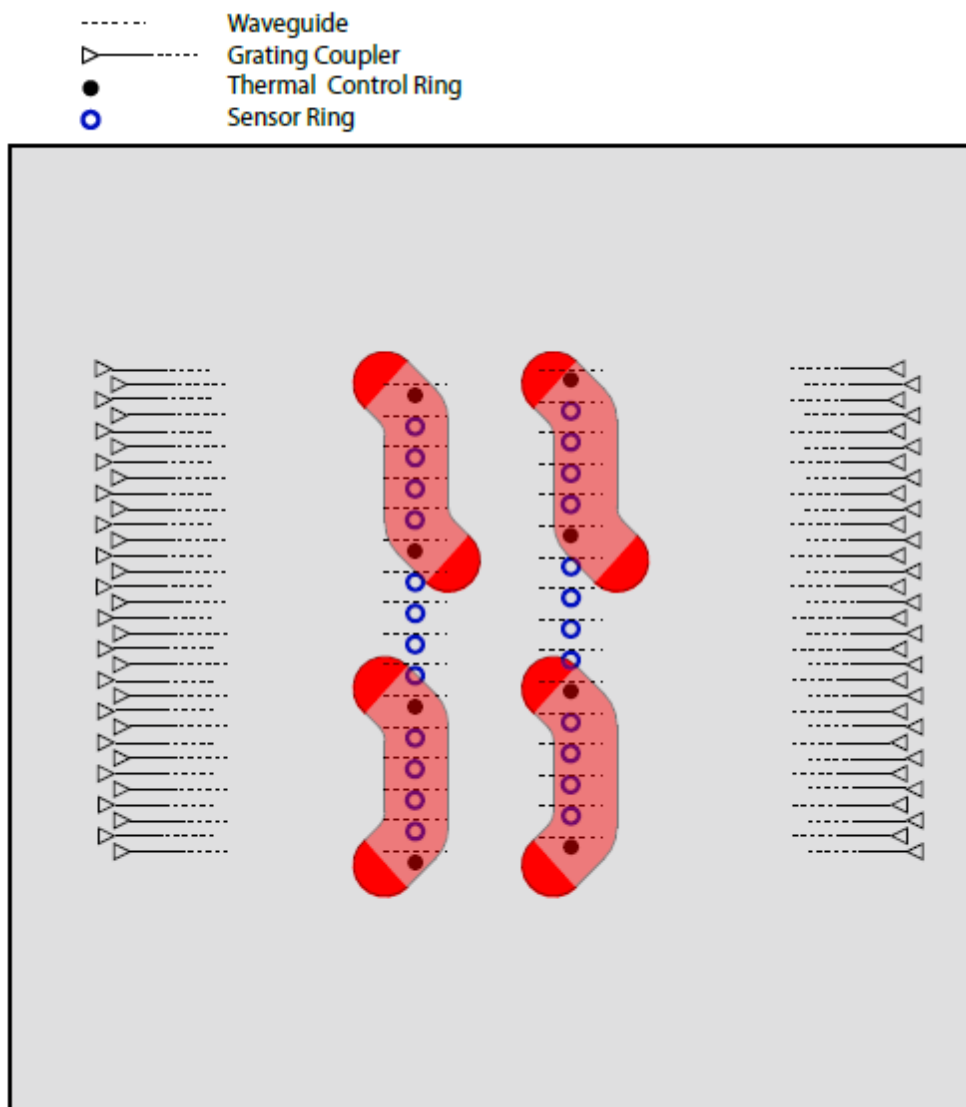 Waveguide
Grating Coupler
Thermal Control Ring
Sensor Ring